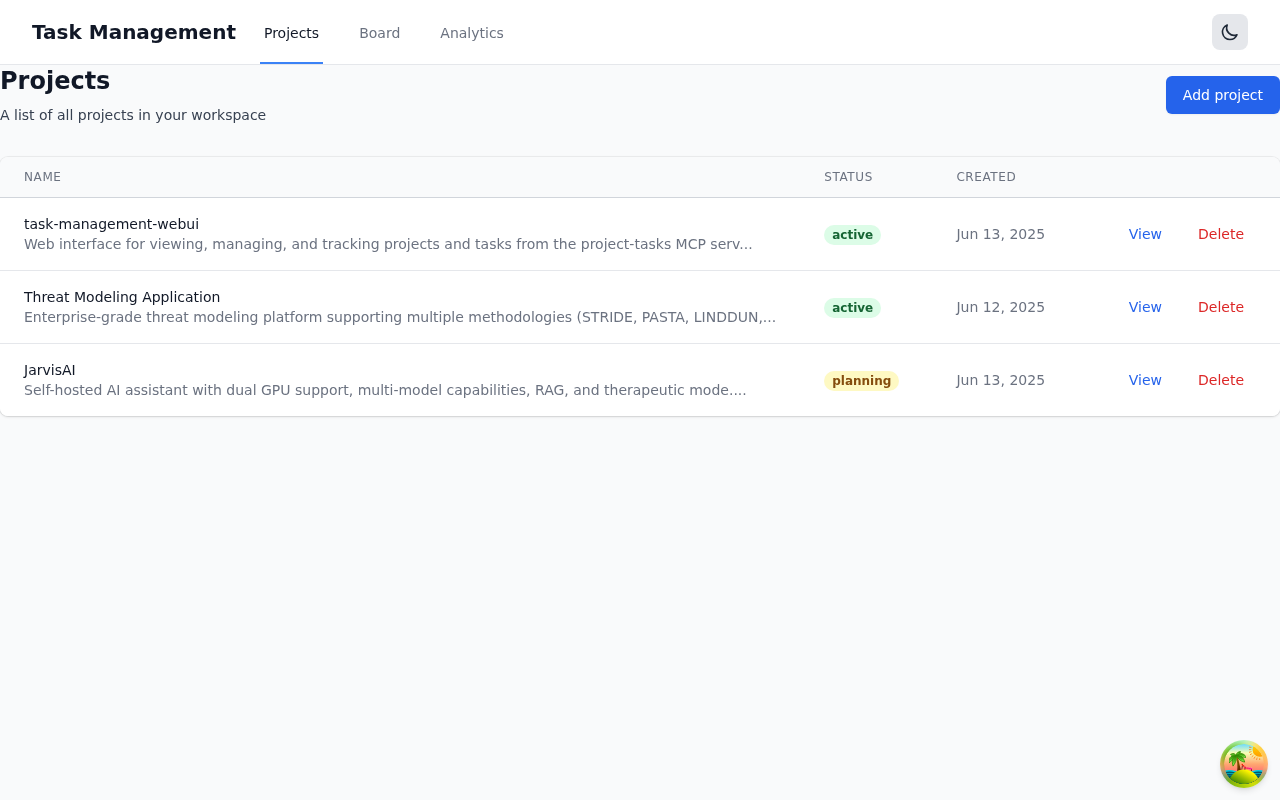 Task Management Projects Board Analytics
Projects
Add project
A list of all projects in your workspace
NAME STATUS CREATED
task-management-webui
Web interface for viewing, managing, and tracking projects and tasks from the project-tasks MCP serv...
active Jun 13, 2025 View Delete
Threat Modeling Application
Enterprise-grade threat modeling platform supporting multiple methodologies (STRIDE, PASTA, LINDDUN,...
active Jun 12, 2025 View Delete
JarvisAI
Self-hosted AI assistant with dual GPU support, multi-model capabilities, RAG, and therapeutic mode....
planning Jun 13, 2025 View Delete